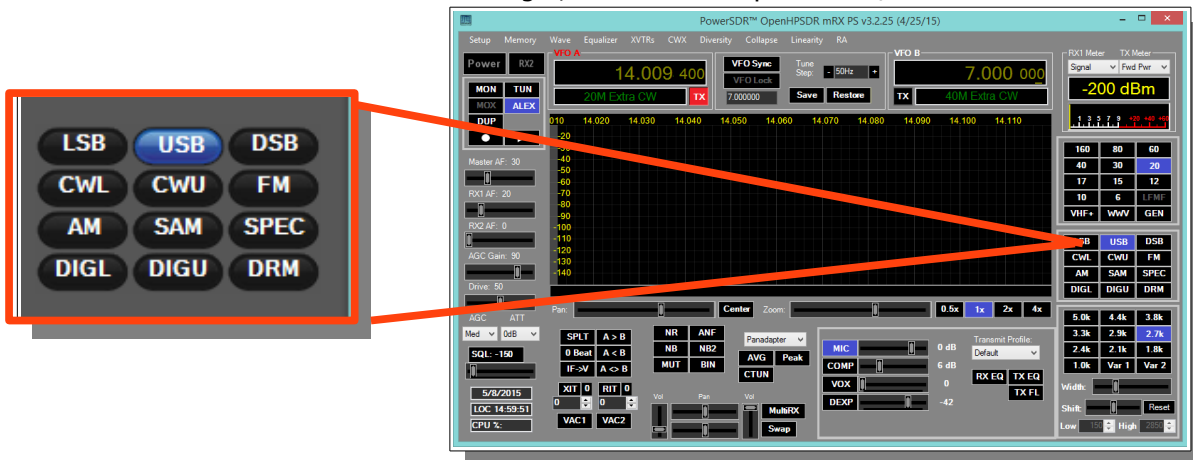 PowerSDR™ OpenHPSDR mRX PS v3.2.25 (4/25/15)
Setup Memory Wave Equalizer XVTRs CWX Diversity Collapse Linearity RA
Power RX2
MON TUN
MOX ALEX
DUP
VFO A
14.009 400
20M Extra CW TX
VFO Sync
VFO Lock
7.000000
Tune
Step: - 50Hz +
Save Restore
VFO B
7.000 000
TX 40M Extra CW
RX1 Meter TX Meter
Signal Fwd Pwr
-200 dBm
1 3 5 7 9 +20 +40 +60
010 14.020 14.030 14.040 14.050 14.060 14.070 14.080 14.090 14.100 14.110
-20
-40
-50
-60
-70
-80
-90
-100
-110
-120
-130
-140
Master AF: 30
RX1 AF: 20
RX2 AF: 0
AGC Gain: 90
Drive: 50
AGC ATT
Med 0dB
SQL: -150
5/8/2015
LOC 14:59:51
CPU %:
160 80 60
40 30 20
17 15 12
10 6 LFMF
VHF+ WWV GEN
LSB USB DSB
CWL CWU FM
AM SAM SPEC
DIGL DIGU DRM
USB DSB
CWL CWU FM
AM SAM SPEC
DIGL DIGU DRM
Pan: Center Zoom: 0.5x 1x 2x 4x
SPLT A > B
0 Beat A < B
IF->V A <> B
XIT 0 RIT 0
0 0
VAC1 VAC2
NR ANF
NB NB2
MUT BIN
Panadapter
AVG Peak
CTUN
Vol Pan Vol
MultiRX
Swap
MIC 0 dB
COMP 6 dB
VOX 0
DEXP -42
Transmit Profile:
Default
RX EQ TX EQ
TX FL
5.0k 4.4k 3.8k
3.3k 2.9k 2.7k
2.4k 2.1k 1.8k
1.0k Var 1 Var 2
Width:
Shift: Reset
Low 150 High 2850